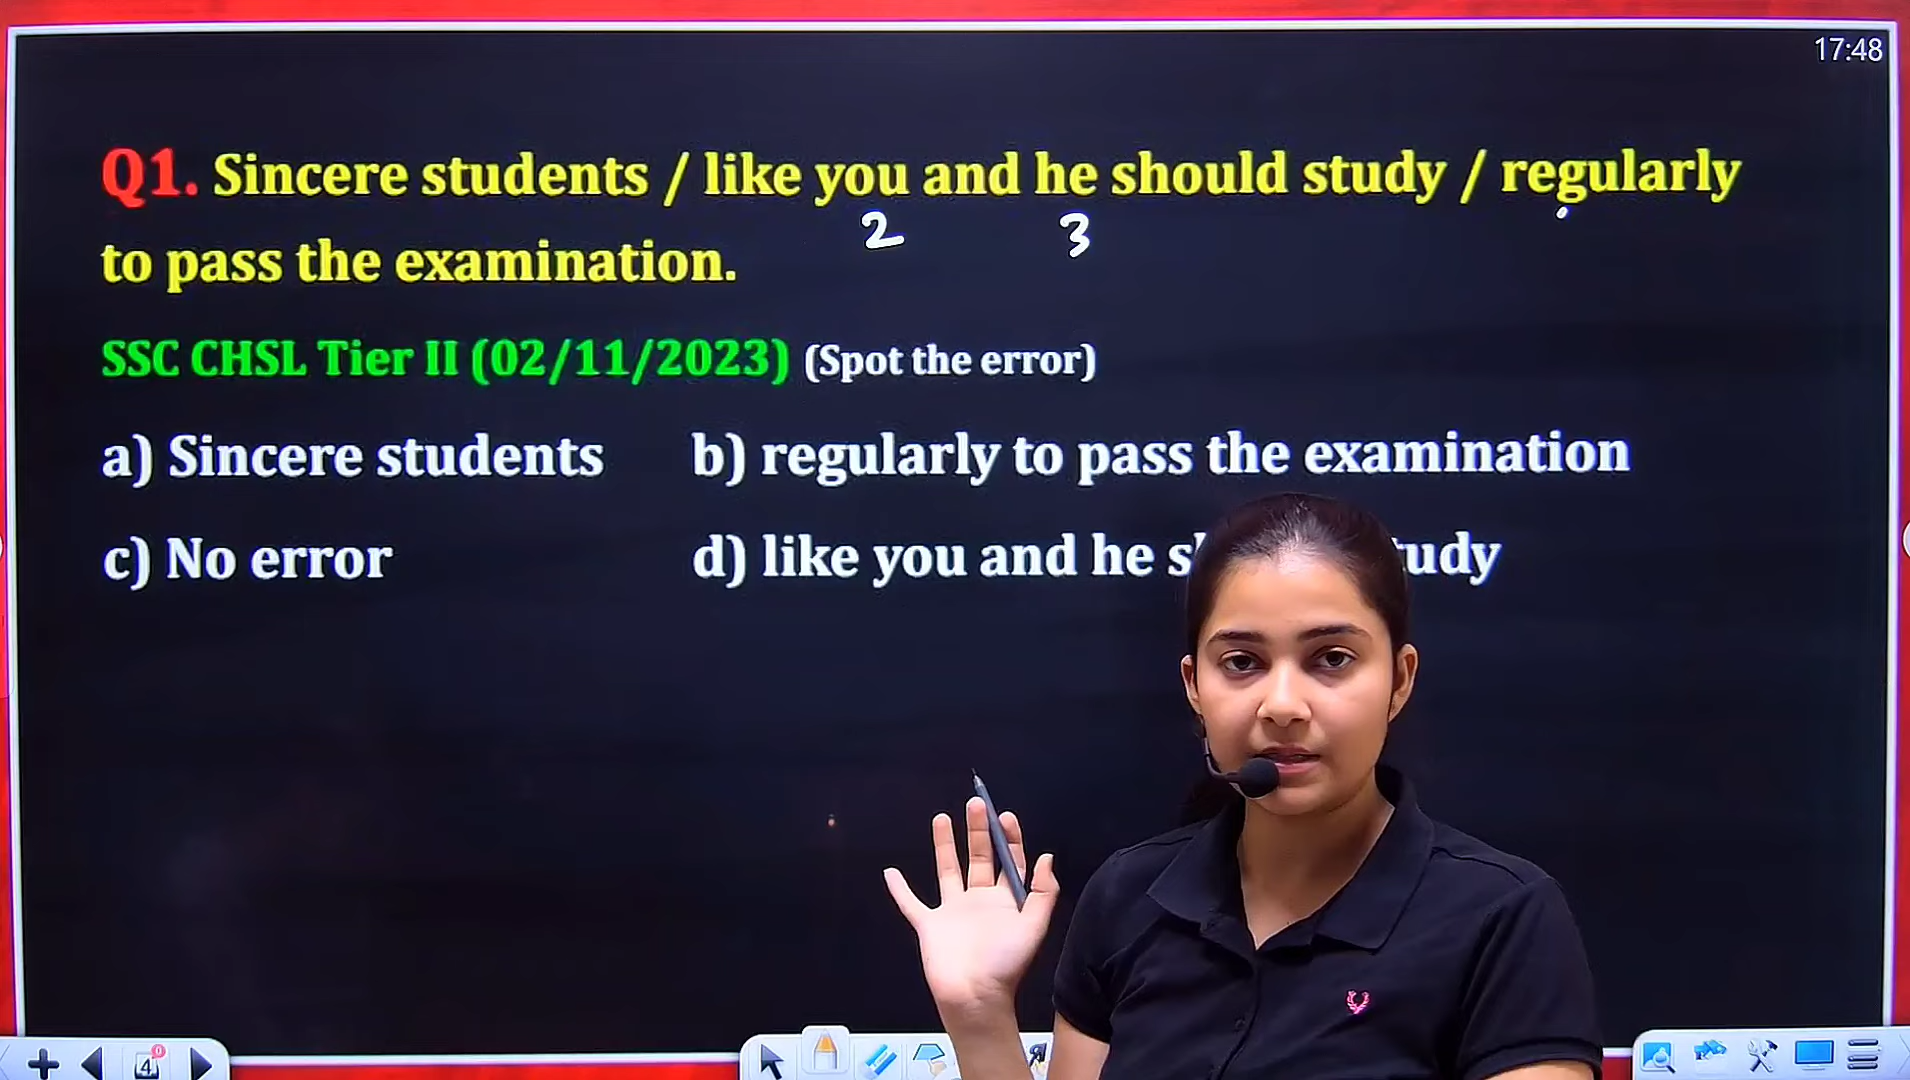 17:48
Q1. Sincere students / like you and he should study / regularly
2 3
to pass the examination.
SSC CHSL Tier II (02/11/2023) (Spot the error)
a) Sincere students b) regularly to pass the examination
c) No error d) like you and he
4 0